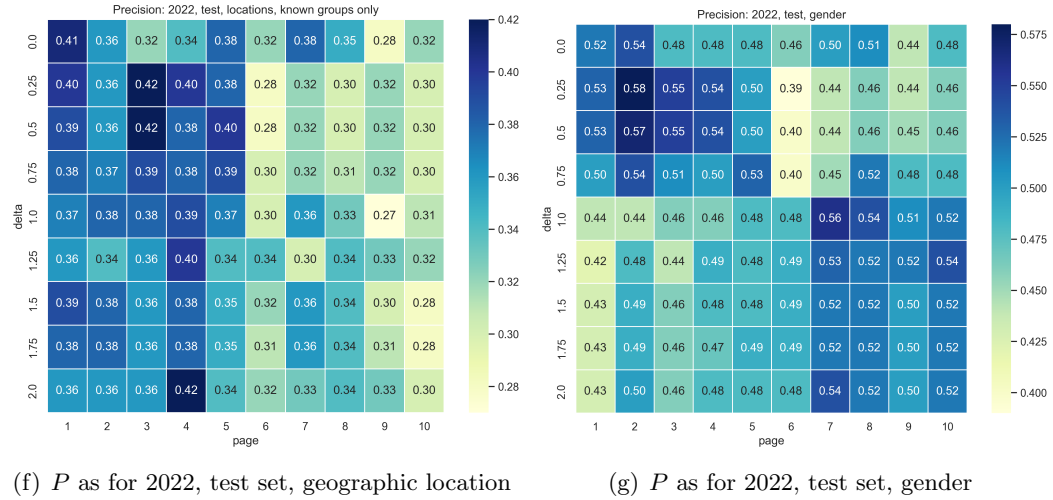 Precision: 2022, test, locations, known groups only
0.0 0.41 0.36 0.32 0.34 0.38 0.32 0.38 0.35 0.28 0.32
0.25 0.40 0.36 0.42 0.40 0.38 0.28 0.32 0.32 0.30 0.30
0.5 0.39 0.36 0.42 0.38 0.40 0.28 0.32 0.30 0.32 0.30
0.75 0.38 0.37 0.39 0.38 0.39 0.30 0.32 0.31 0.32 0.30
1.0 0.37 0.38 0.38 0.39 0.37 0.30 0.36 0.33 0.27 0.31
1.25 0.36 0.34 0.36 0.40 0.34 0.34 0.30 0.34 0.33 0.32
1.5 0.39 0.38 0.36 0.38 0.35 0.32 0.36 0.34 0.30 0.28
1.75 0.38 0.38 0.36 0.38 0.35 0.31 0.36 0.34 0.31 0.28
2.0 0.36 0.36 0.36 0.42 0.34 0.32 0.33 0.34 0.33 0.30
delta
1 2 3 4 5 6 7 8 9 10
page
0.42
0.40
0.38
0.36
0.34
0.32
0.30
0.28
(f) P as for 2022, test set, geographic location
Precision: 2022, test, gender
0.0 0.52 0.54 0.48 0.48 0.48 0.46 0.50 0.51 0.44 0.48
0.25 0.53 0.58 0.55 0.54 0.50 0.39 0.44 0.46 0.44 0.46
0.5 0.53 0.57 0.55 0.54 0.50 0.40 0.44 0.46 0.45 0.46
0.75 0.50 0.54 0.51 0.50 0.53 0.40 0.45 0.52 0.48 0.48
1.0 0.44 0.44 0.46 0.46 0.48 0.48 0.56 0.54 0.51 0.52
1.25 0.42 0.48 0.44 0.49 0.48 0.49 0.53 0.52 0.52 0.54
1.5 0.43 0.49 0.46 0.48 0.48 0.49 0.52 0.52 0.50 0.52
1.75 0.43 0.49 0.46 0.47 0.49 0.49 0.52 0.52 0.50 0.52
2.0 0.43 0.50 0.46 0.48 0.48 0.48 0.54 0.52 0.50 0.52
delta
1 2 3 4 5 6 7 8 9 10
page
0.575
0.550
0.525
0.500
0.475
0.450
0.425
0.400
(g) P as for 2022, test set, gender